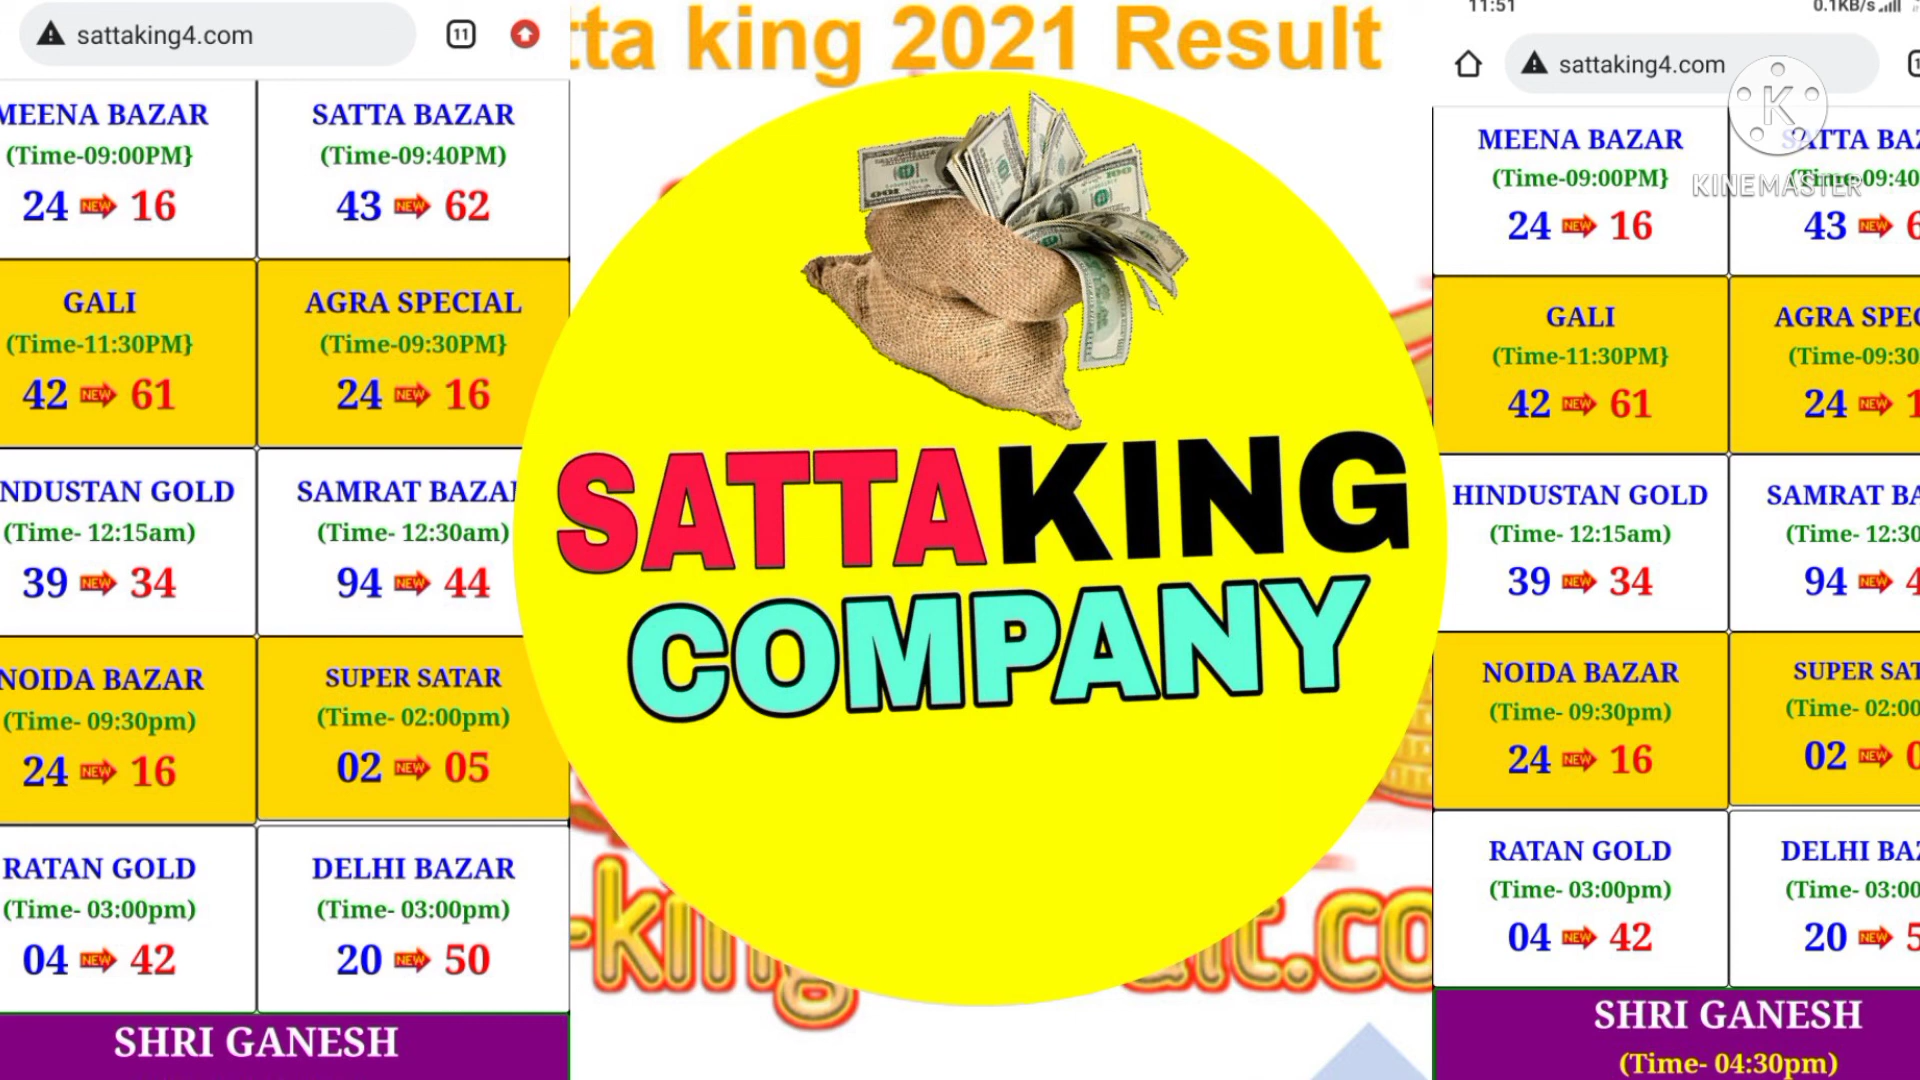 sattaking4.com
11
MEENA BAZAR
(Time-09:00PM}
24 NEW 16
SATTA BAZAR
(Time-09:40PM)
43 NEW 62
GALI
(Time-11:30PM}
42 NEW 61
AGRA SPECIAL
(Time-09:30PM}
24 NEW 16
NDUSTAN GOLD
(Time- 12:15am)
39 NEW 34
SAMRAT BAZA
(Time- 12:30am)
94 NEW 44
NOIDA BAZAR
(Time- 09:30pm)
24 NEW 16
SUPER SATAR
(Time- 02:00pm)
02 NEW 05
RATAN GOLD
(Time- 03:00pm)
04 NEW 42
DELHI BAZAR
(Time- 03:00pm)
20 NEW 50
SHRI GANESH
tta king 2021 Result
SATTAKING
COMPANY
-king
lt.co
11:51
0.1KB/s
sattaking4.com
K
KINEMASTER
MEENA BAZAR
(Time-09:00PM}
24 NEW 16
SATTA BAZ
(Time-09:40
43 NEW 6
GALI
(Time-11:30PM}
42 NEW 61
AGRA SPEC
(Time-09:30
24 NEW 1
HINDUSTAN GOLD
(Time- 12:15am)
39 NEW 34
SAMRAT BA
(Time- 12:30
94 NEW 4
NOIDA BAZAR
(Time- 09:30pm)
24 NEW 16
SUPER SAT
(Time- 02:00
02 NEW 0
RATAN GOLD
(Time- 03:00pm)
04 NEW 42
DELHI BAZ
(Time- 03:00
20 NEW 5
SHRI GANESH
(Time- 04:30pm)